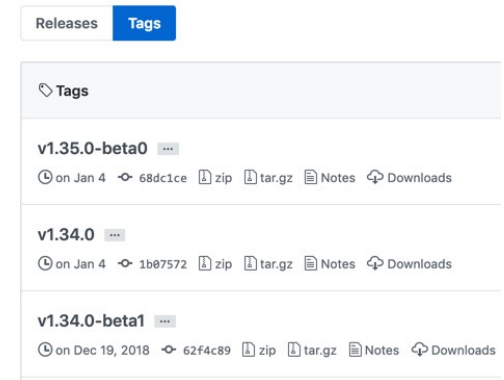 Releases Tags
Tags
v1.35.0-beta0 ...
on Jan 4 68dc1ce zip tar.gz Notes Downloads
v1.34.0 ...
on Jan 4 1b07572 zip tar.gz Notes Downloads
v1.34.0-beta1 ...
on Dec 19, 2018 62f4c89 zip tar.gz Notes Downloads